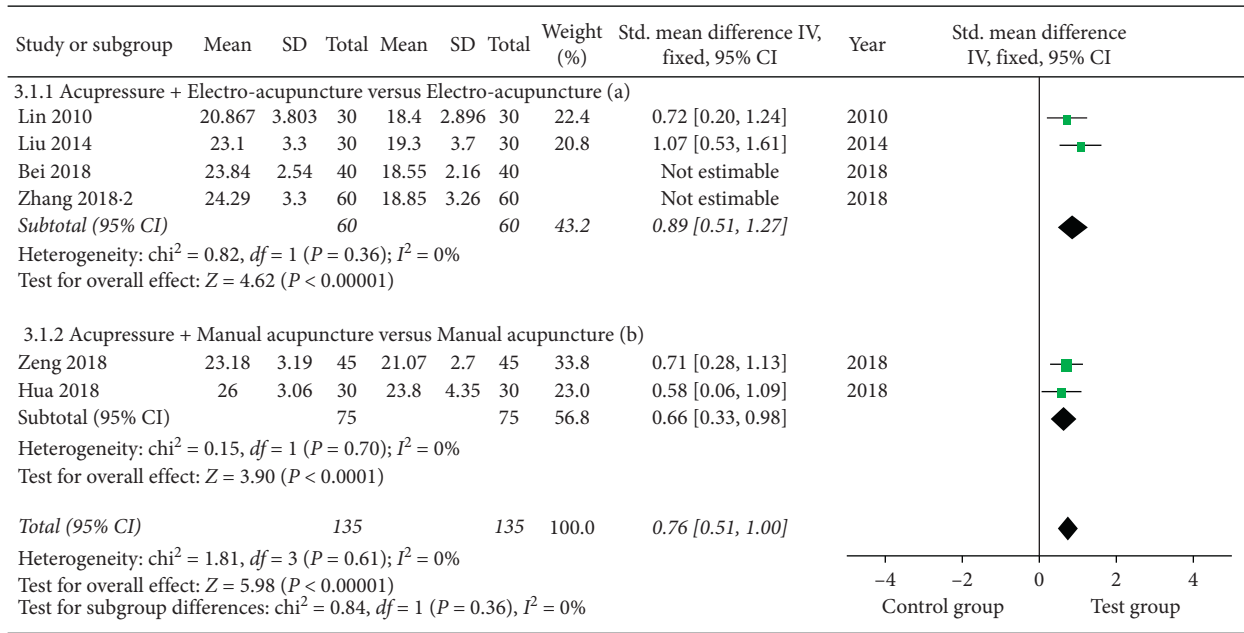 Study or subgroup Mean SD Total Mean SD Total Weight (%) Std. mean difference IV, fixed, 95% CI Year Std. mean difference IV, fixed, 95% CI
3.1.1 Acupressure + Electro-acupuncture versus Electro-acupuncture (a)
Lin 2010 20.867 3.803 30 18.4 2.896 30 22.4 0.72 [0.20, 1.24] 2010
Liu 2014 23.1 3.3 30 19.3 3.7 30 20.8 1.07 [0.53, 1.61] 2014
Bei 2018 23.84 2.54 40 18.55 2.16 40 Not estimable 2018
Zhang 2018·2 24.29 3.3 60 18.85 3.26 60 Not estimable 2018
Subtotal (95% CI) 60 60 43.2 0.89 [0.51, 1.27]
Heterogeneity: chi² = 0.82, df = 1 (P = 0.36); I² = 0%
Test for overall effect: Z = 4.62 (P < 0.00001)
3.1.2 Acupressure + Manual acupuncture versus Manual acupuncture (b)
Zeng 2018 23.18 3.19 45 21.07 2.7 45 33.8 0.71 [0.28, 1.13] 2018
Hua 2018 26 3.06 30 23.8 4.35 30 23.0 0.58 [0.06, 1.09] 2018
Subtotal (95% CI) 75 75 56.8 0.66 [0.33, 0.98]
Heterogeneity: chi² = 0.15, df = 1 (P = 0.70); I² = 0%
Test for overall effect: Z = 3.90 (P < 0.0001)
Total (95% CI) 135 135 100.0 0.76 [0.51, 1.00]
Heterogeneity: chi² = 1.81, df = 3 (P = 0.61); I² = 0%
Test for overall effect: Z = 5.98 (P < 0.00001)
Test for subgroup differences: chi² = 0.84, df = 1 (P = 0.36), I² = 0%
−4 −2 0 2 4
Control group Test group